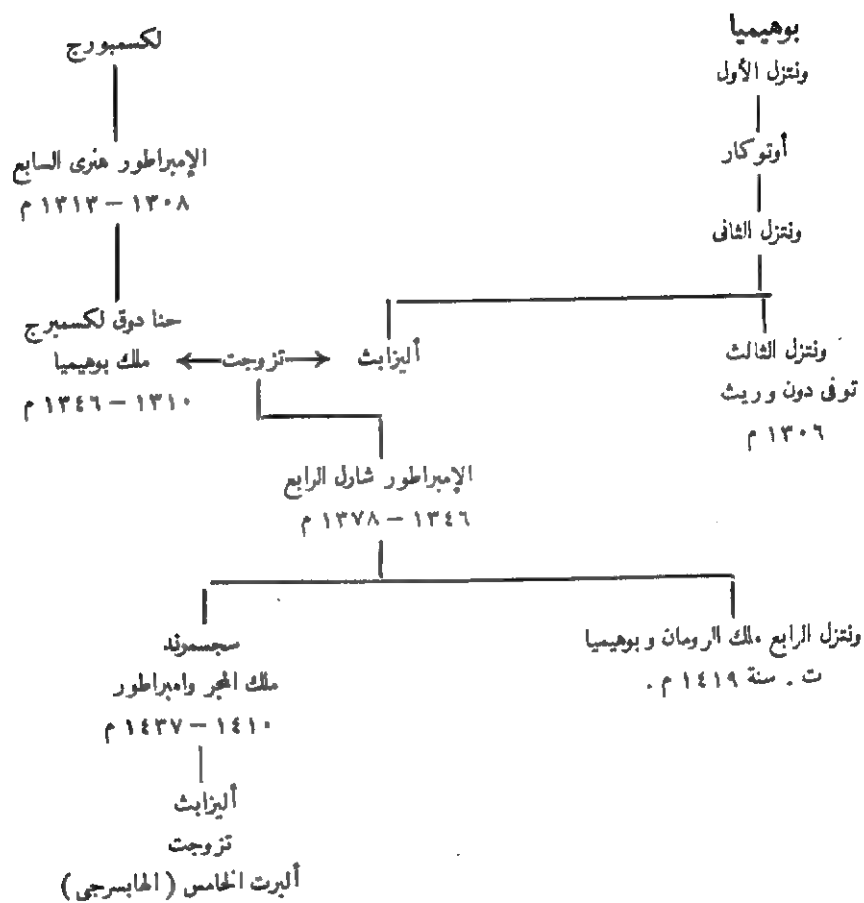 بوهيميا
ونتزل الأول
أوتوكار
ونتزل الثانى
ونتزل الثالث
توفى دون وريث
١٣٠٦ م
أليزابث
تزوجت
لكسمبورج
الإمبراطور هنرى السابع
١٣٠٨ – ١٣١٣ م
حنا دوق لكسمبرج
ملك بوهيميا
١٣١٠ – ١٣٤٦ م
الإمبراطور شارل الرابع
١٣٤٦ – ١٣٧٨ م
ونتزل الرابع ملك الرومان وبوهيميا
ت . سنة ١٤١٩ م .
سجسمرند
ملك المجر وامبراطور
١٤١٠ – ١٤٣٧ م
أليزابث
تزوجت
ألبرت الخامس (الهابسرجى)